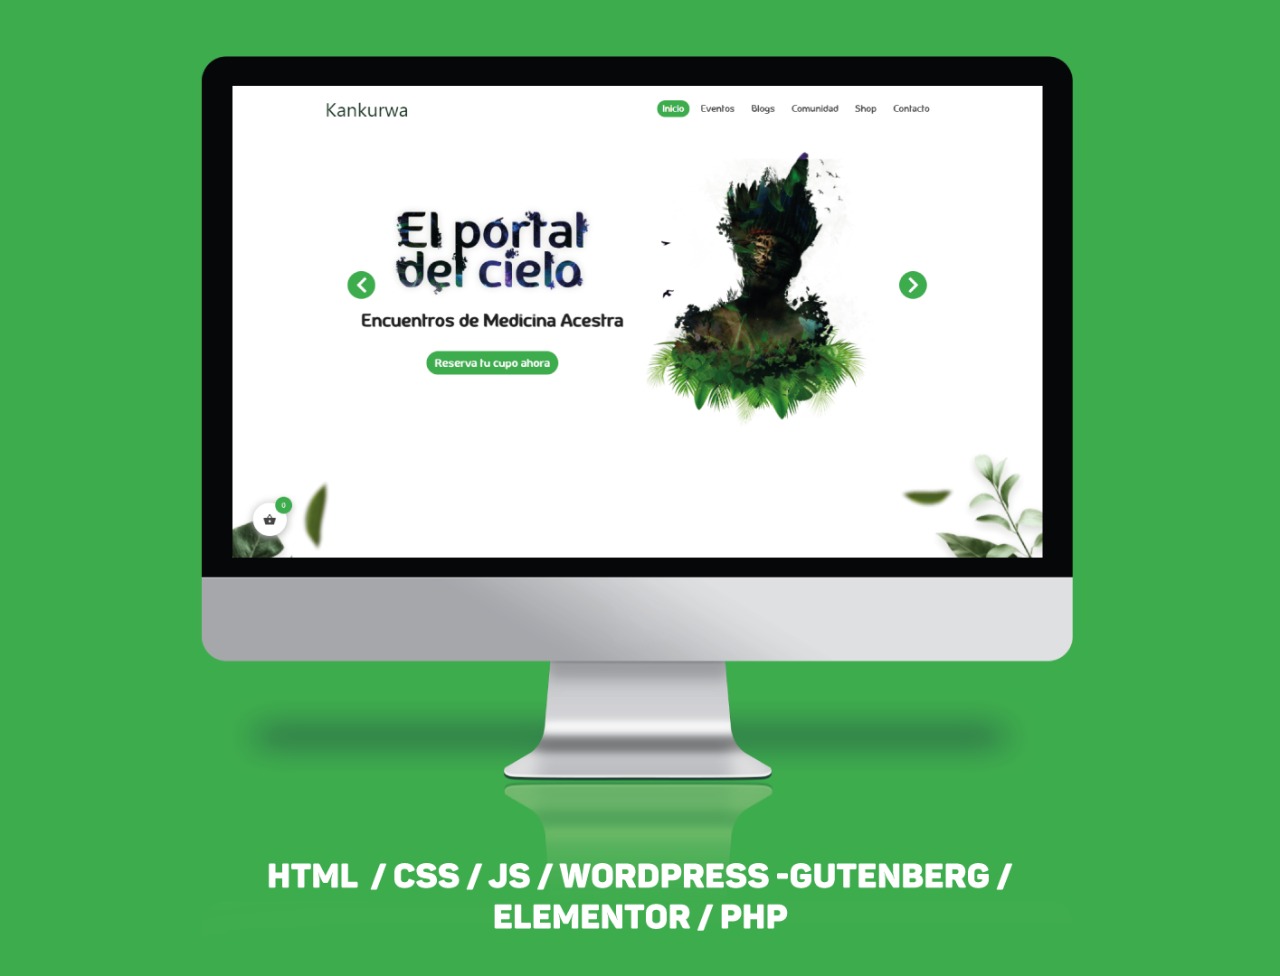 Kankurwa
Inicio Eventos Blogs Comunidad Shop Contacto
El portal
del cielo
Encuentros de Medicina Acestra
Reserva tu cupo ahora
0
HTML / CSS / JS / WORDPRESS -GUTENBERG /
ELEMENTOR / PHP